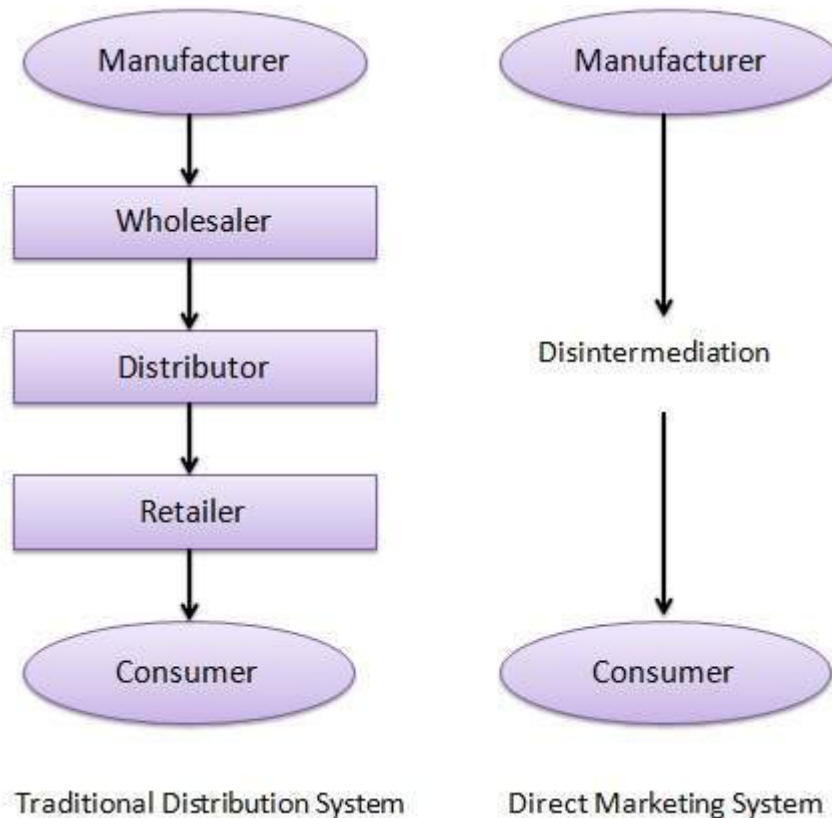 Manufacturer
Wholesaler
Distributor
Retailer
Consumer
Traditional Distribution System
Manufacturer
Disintermediation
Consumer
Direct Marketing System